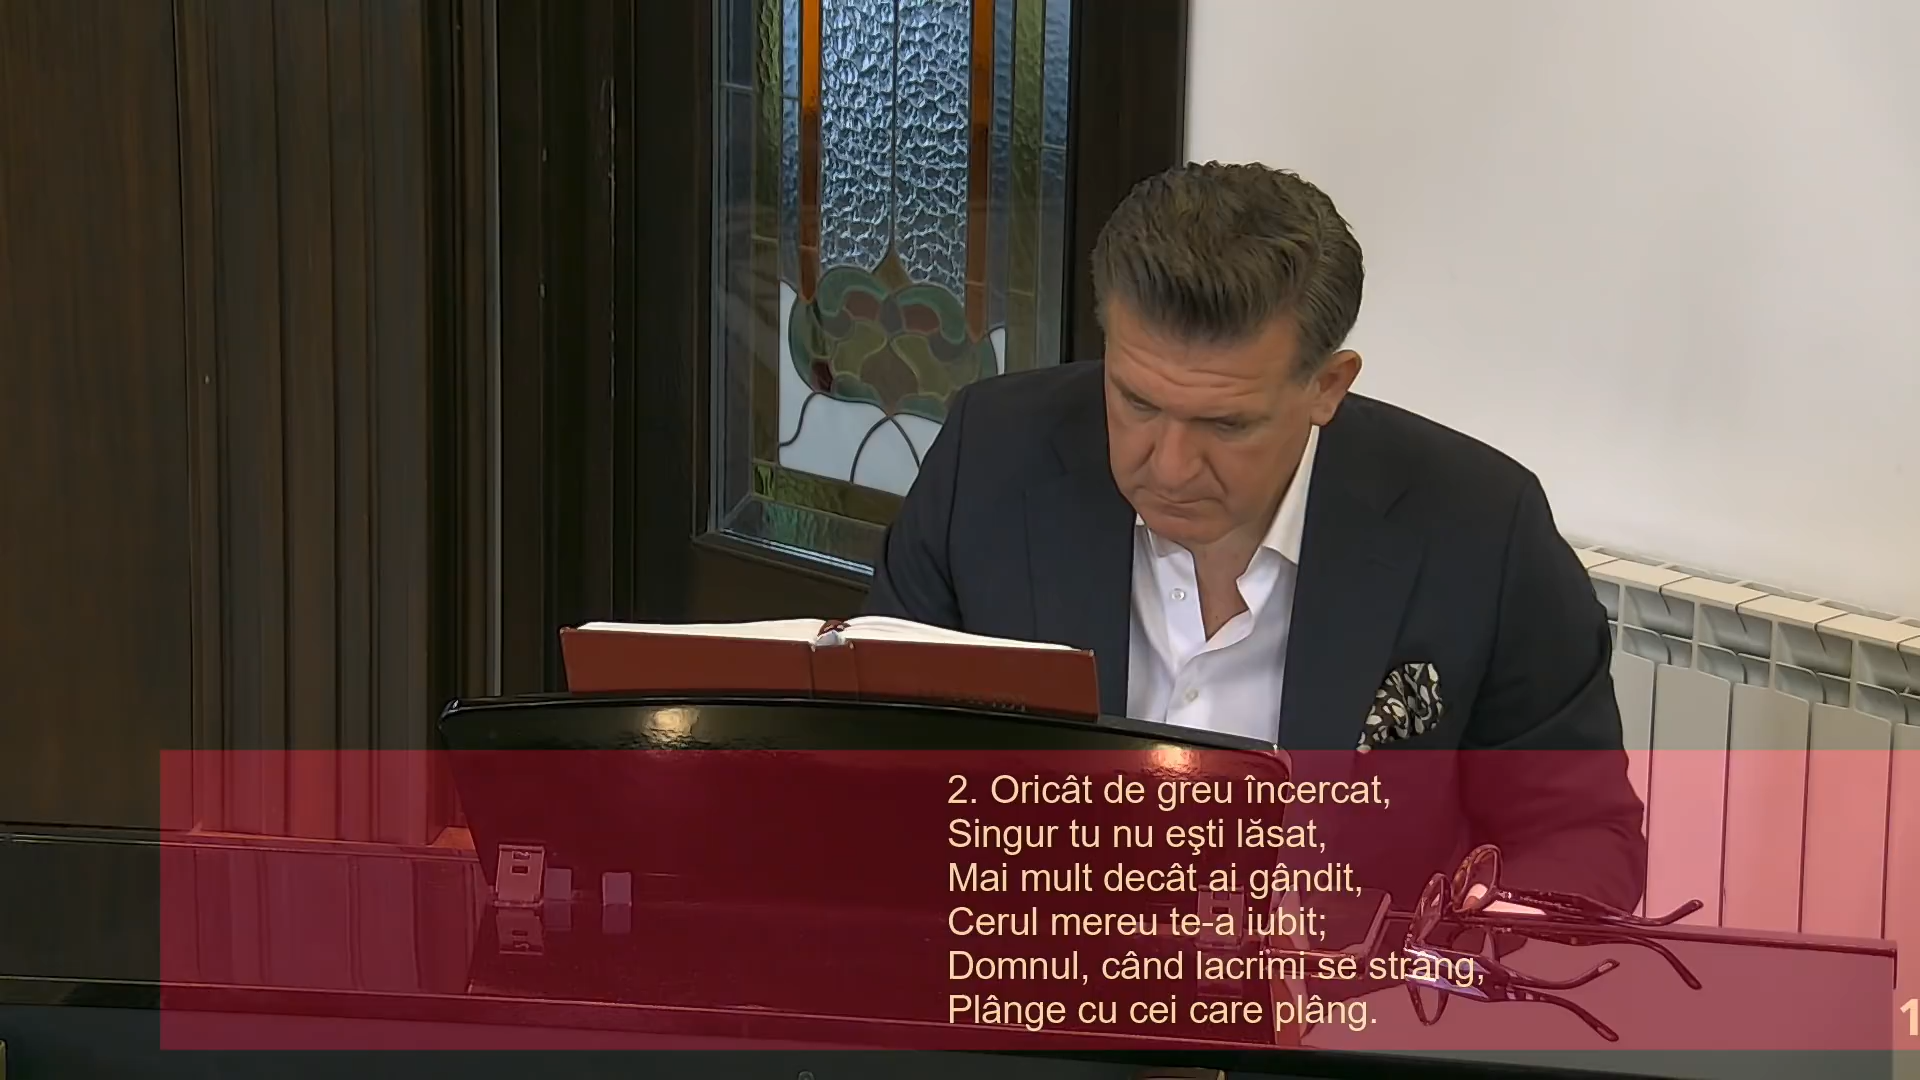 2. Oricât de greu încercat,
Singur tu nu eşti lăsat,
Mai mult decât ai gândit,
Cerul mereu te-a iubit;
Domnul, când lacrimi se strâng,
Plânge cu cei care plâng.
1